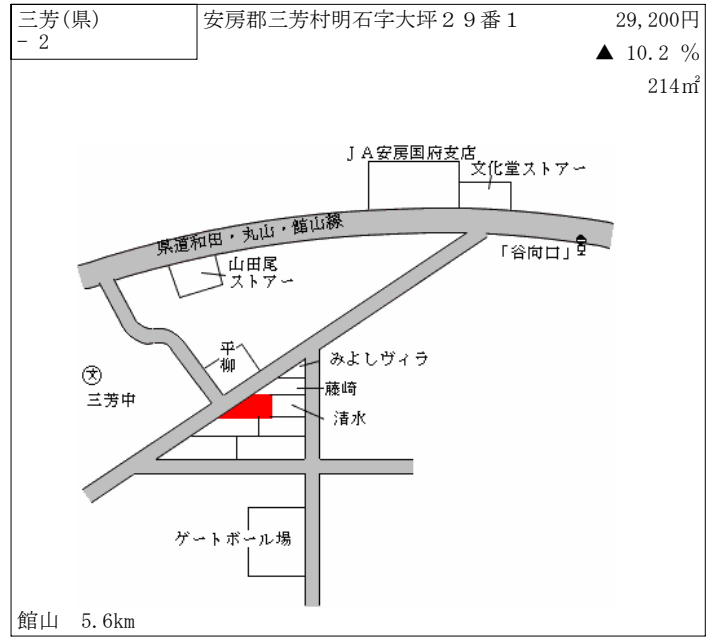 三芳(県)
- 2
安房郡三芳村明石字大坪２９番１
29,200円
▲ 10.2 %
214㎡
ＪＡ安房国府支店
文化堂ストアー
県道和田・丸山・館山線
「谷向口」
山田尾
ストアー
平柳
みよしヴィラ
文
三芳中
藤崎
清水
ゲートボール場
館山 5.6km